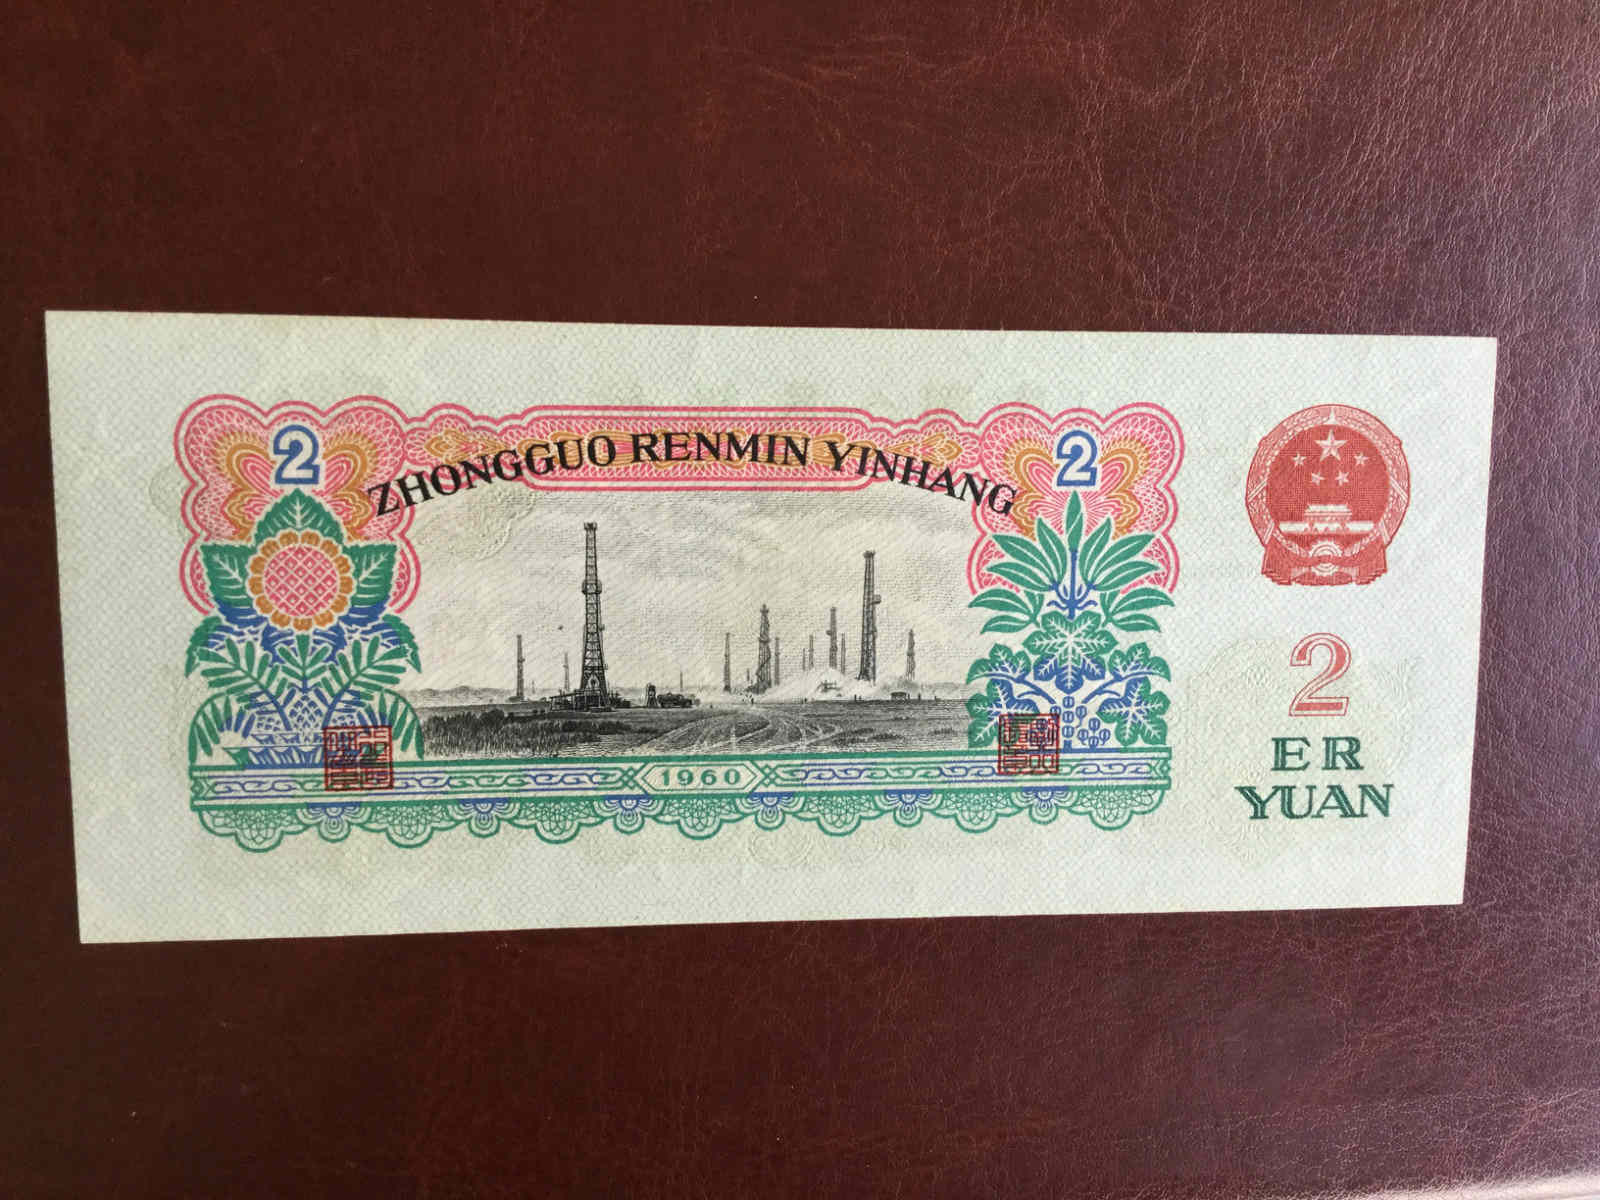 2
ZHONGGUO RENMIN YINHANG
2
1960
2
ER
YUAN